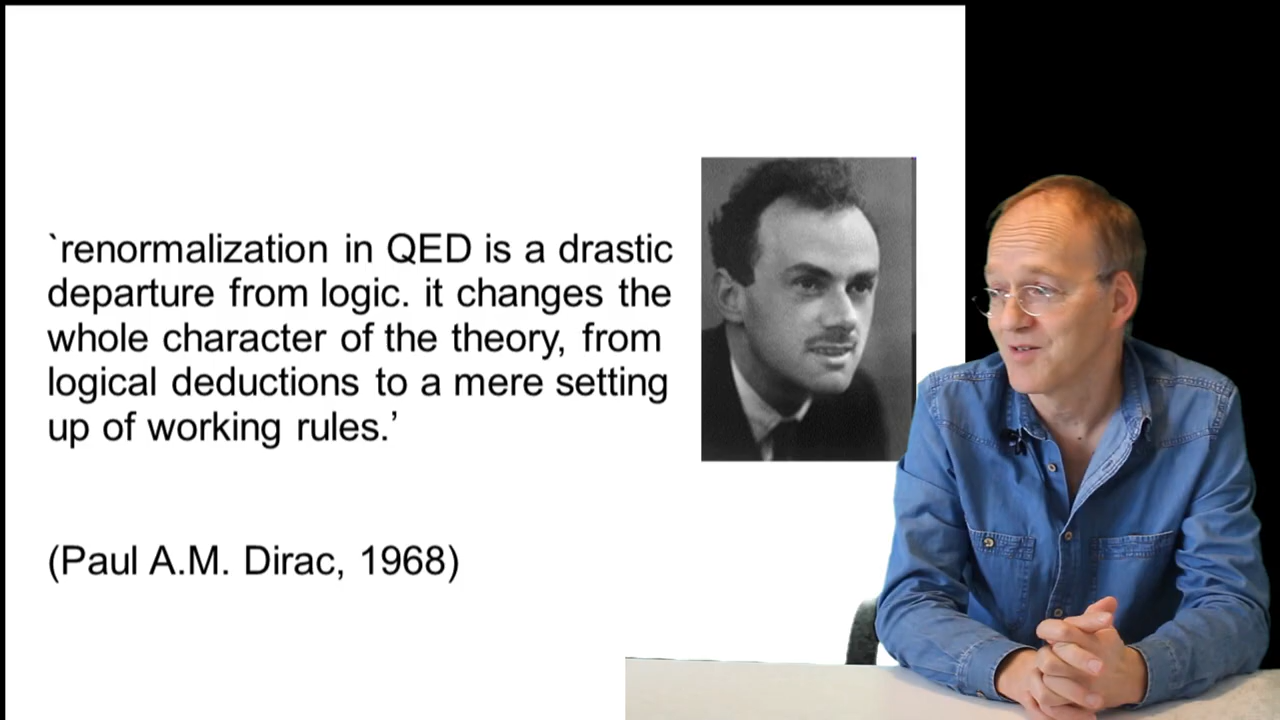 `renormalization in QED is a drastic
departure from logic. it changes the
whole character of the theory, from
logical deductions to a mere setting
up of working rules.’
(Paul A.M. Dirac, 1968)